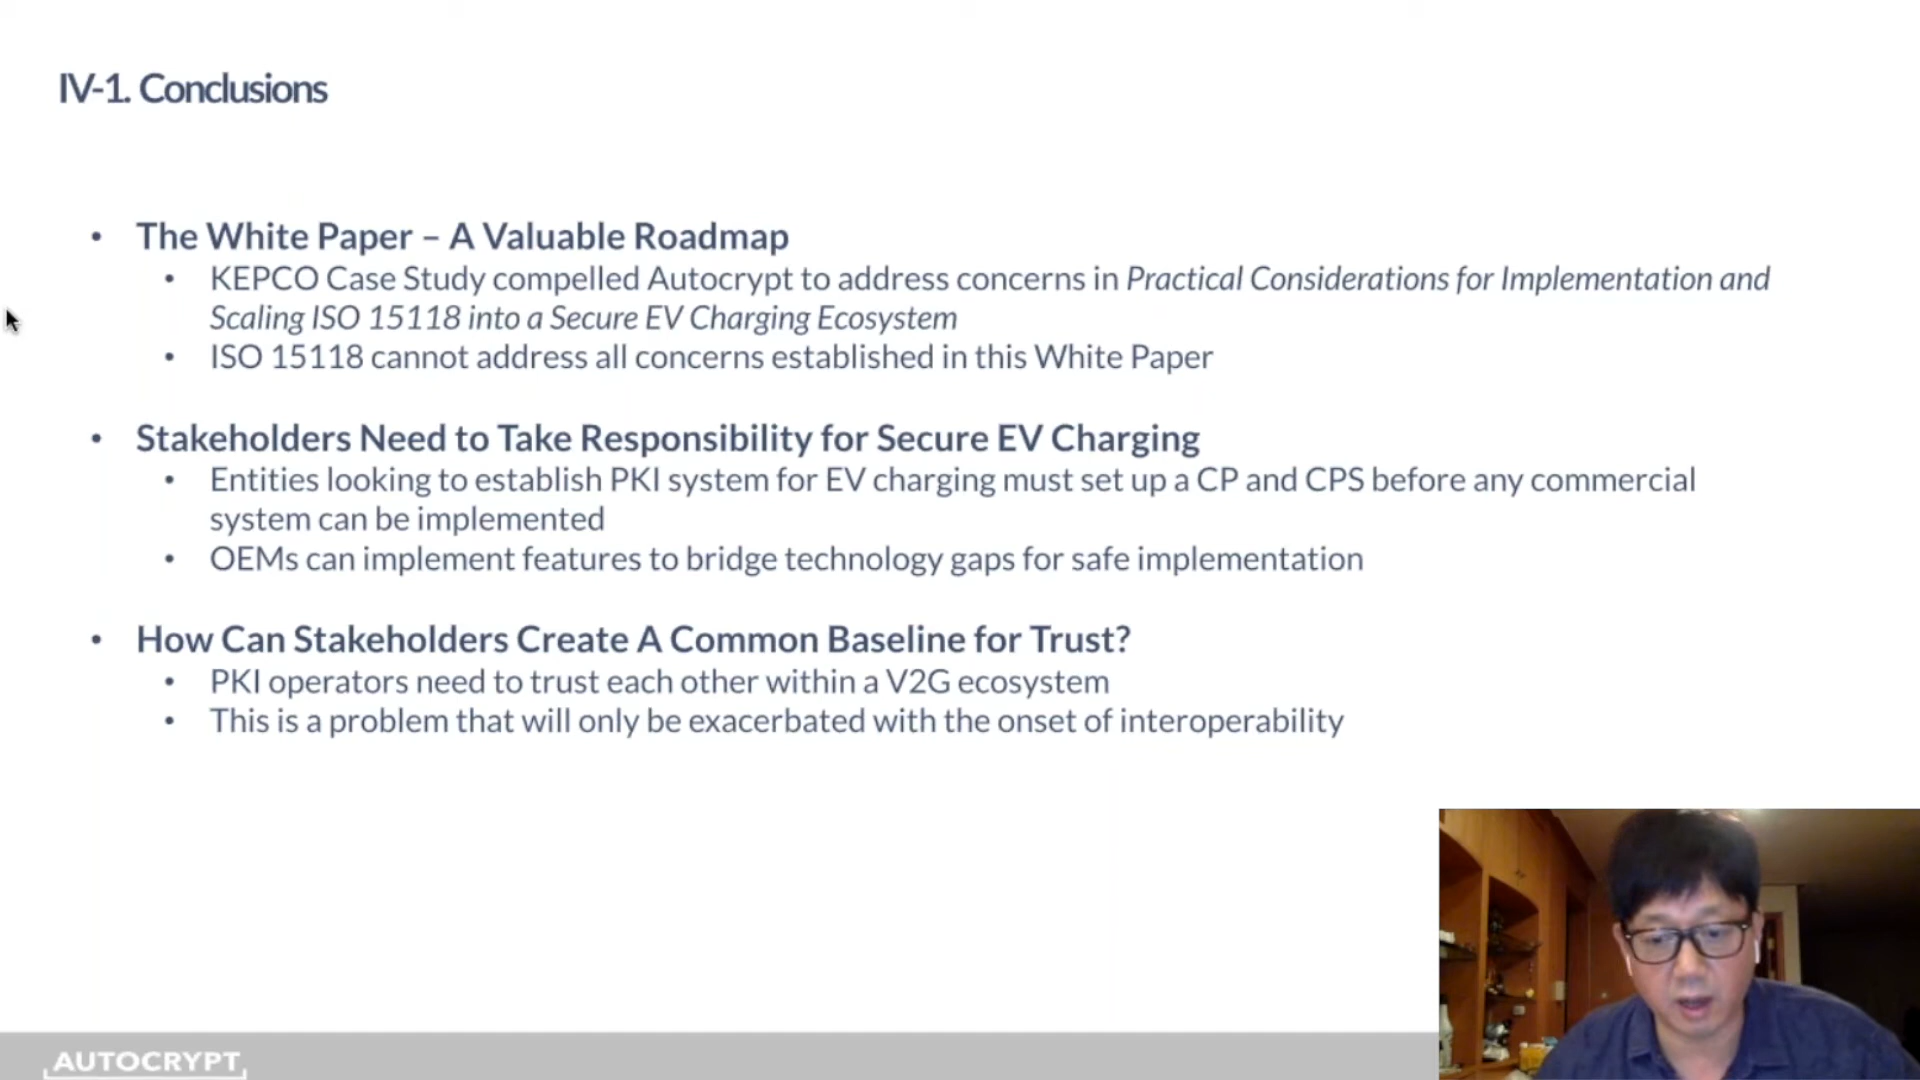 IV-1. Conclusions
• The White Paper – A Valuable Roadmap
• KEPCO Case Study compelled Autocrypt to address concerns in Practical Considerations for Implementation and
Scaling ISO 15118 into a Secure EV Charging Ecosystem
• ISO 15118 cannot address all concerns established in this White Paper
• Stakeholders Need to Take Responsibility for Secure EV Charging
• Entities looking to establish PKI system for EV charging must set up a CP and CPS before any commercial
system can be implemented
• OEMs can implement features to bridge technology gaps for safe implementation
• How Can Stakeholders Create A Common Baseline for Trust?
• PKI operators need to trust each other within a V2G ecosystem
• This is a problem that will only be exacerbated with the onset of interoperability
AUTOCRYPT